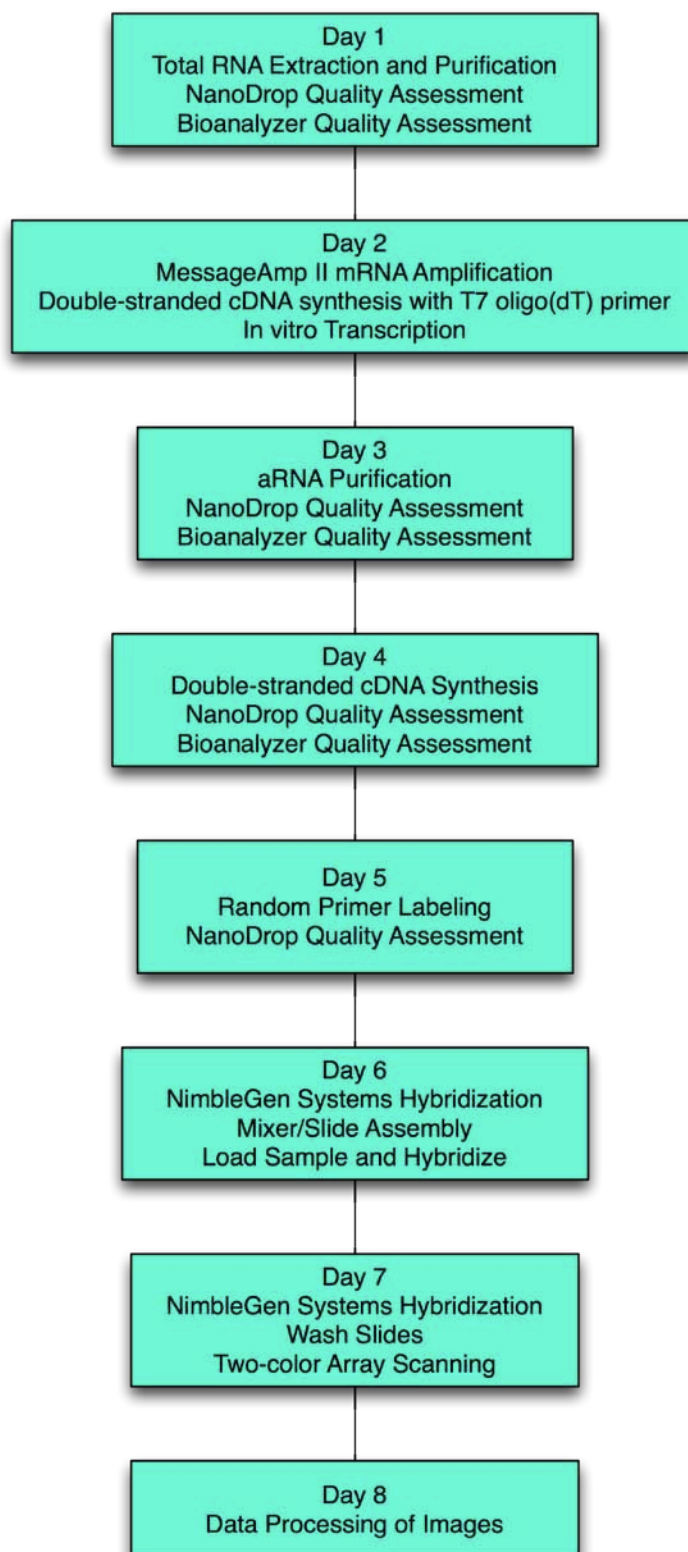 Day 1
Total RNA Extraction and Purification
NanoDrop Quality Assessment
Bioanalyzer Quality Assessment
Day 2
MessageAmp II mRNA Amplification
Double-stranded cDNA synthesis with T7 oligo(dT) primer
In vitro Transcription
Day 3
aRNA Purification
NanoDrop Quality Assessment
Bioanalyzer Quality Assessment
Day 4
Double-stranded cDNA Synthesis
NanoDrop Quality Assessment
Bioanalyzer Quality Assessment
Day 5
Random Primer Labeling
NanoDrop Quality Assessment
Day 6
NimbleGen Systems Hybridization
Mixer/Slide Assembly
Load Sample and Hybridize
Day 7
NimbleGen Systems Hybridization
Wash Slides
Two-color Array Scanning
Day 8
Data Processing of Images